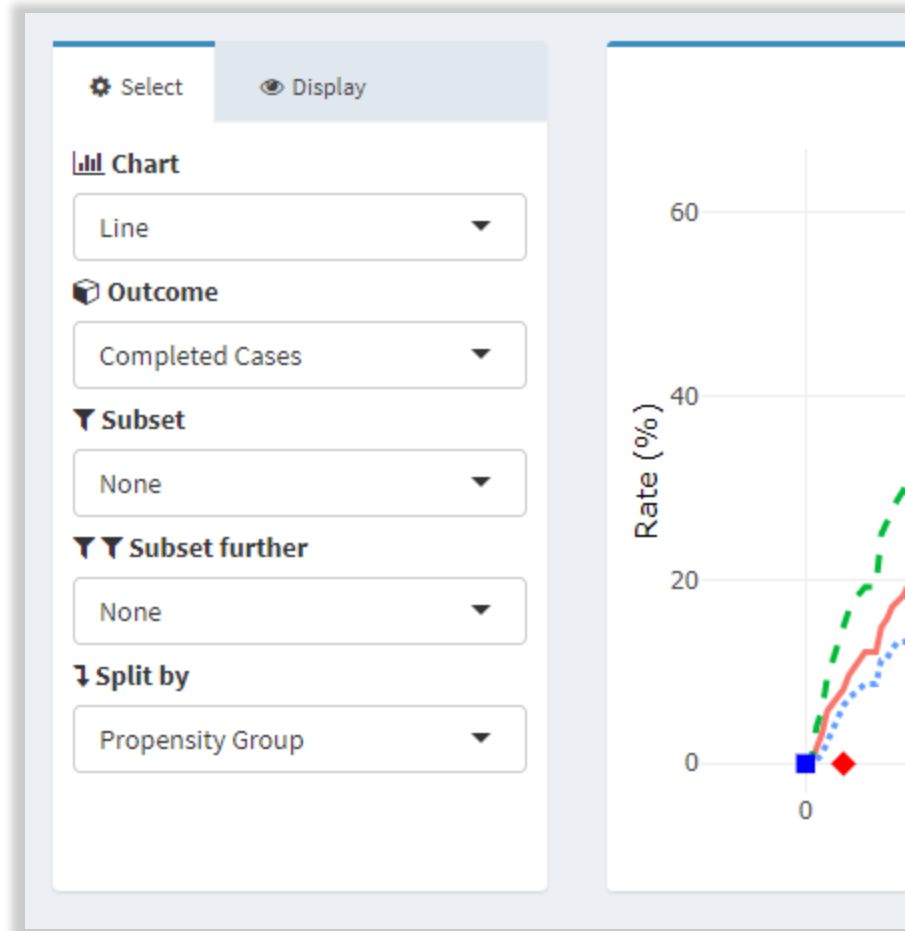 Select
Display
Chart
Line
Outcome
Completed Cases
Subset
None
Subset further
None
Split by
Propensity Group
60
40
20
0
Rate (%)
0